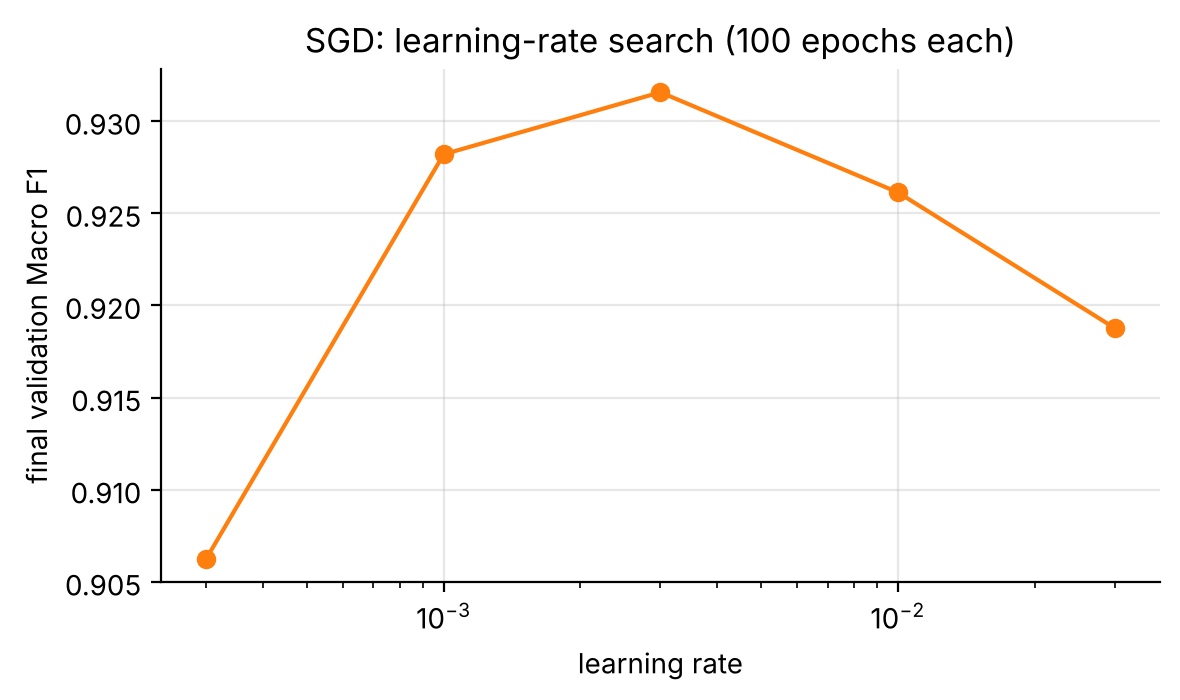 SGD: learning-rate search (100 epochs each)
final validation Macro F1
0.930
0.925
0.920
0.915
0.910
0.905
10⁻³
10⁻²
learning rate